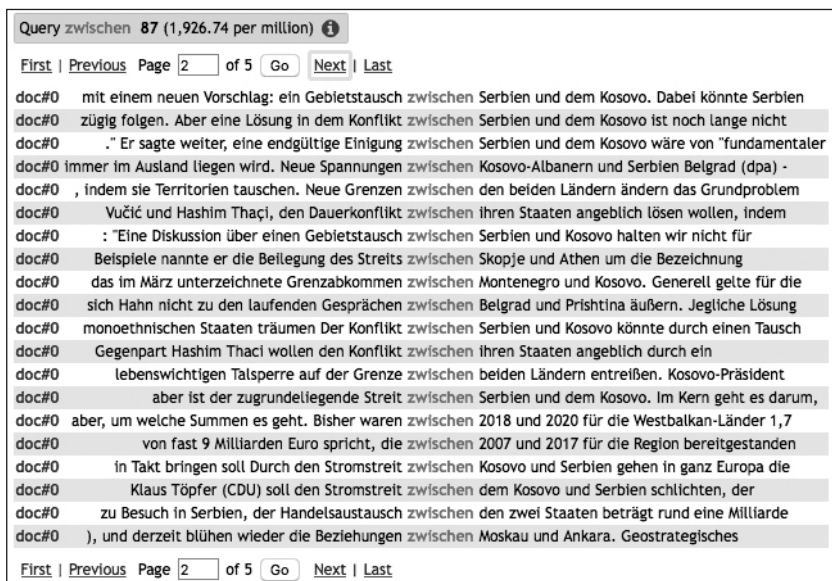 Query zwischen 87 (1,926.74 per million)
First | Previous Page 2 of 5 Go Next | Last
doc#0 mit einem neuen Vorschlag: ein Gebietstausch zwischen Serbien und dem Kosovo. Dabei könnte Serbien
doc#0 zügig folgen. Aber eine Lösung in dem Konflikt zwischen Serbien und dem Kosovo ist noch lange nicht
doc#0 ." Er sagte weiter, eine endgültige Einigung zwischen Serbien und dem Kosovo wäre von "fundamentaler
doc#0 immer im Ausland liegen wird. Neue Spannungen zwischen Kosovo-Albanern und Serbien Belgrad (dpa) -
doc#0 , indem sie Territorien tauschen. Neue Grenzen zwischen den beiden Ländern ändern das Grundproblem
doc#0 Vučić und Hashim Thaçi, den Dauerkonflikt zwischen ihren Staaten angeblich lösen wollen, indem
doc#0 : "Eine Diskussion über einen Gebietstausch zwischen Serbien und Kosovo halten wir nicht für
doc#0 Beispiele nannte er die Beilegung des Streits zwischen Skopje und Athen um die Bezeichnung
doc#0 das im März unterzeichnete Grenzabkommen zwischen Montenegro und Kosovo. Generell gelte für die
doc#0 sich Hahn nicht zu den laufenden Gesprächen zwischen Belgrad und Prishtina äußern. Jegliche Lösung
doc#0 monoethnischen Staaten träumen Der Konflikt zwischen Serbien und Kosovo könnte durch einen Tausch
doc#0 Gegenpart Hashim Thaci wollen den Konflikt zwischen ihren Staaten angeblich durch ein
doc#0 lebenswichtigen Talsperre auf der Grenze zwischen beiden Ländern entreißen. Kosovo-Präsident
doc#0 aber ist der zugrundeliegende Streit zwischen Serbien und dem Kosovo. Im Kern geht es darum,
doc#0 aber, um welche Summen es geht. Bisher waren zwischen 2018 und 2020 für die Westbalkan-Länder 1,7
doc#0 von fast 9 Milliarden Euro spricht, die zwischen 2007 und 2017 für die Region bereitgestanden
doc#0 in Takt bringen soll Durch den Stromstreit zwischen Kosovo und Serbien gehen in ganz Europa die
doc#0 Klaus Töpfer (CDU) soll den Stromstreit zwischen dem Kosovo und Serbien schlichten, der
doc#0 zu Besuch in Serbien, der Handelsaustausch zwischen den zwei Staaten beträgt rund eine Milliarde
doc#0 ), und derzeit blühen wieder die Beziehungen zwischen Moskau und Ankara. Geostrategisches
First | Previous Page 2 of 5 Go Next | Last